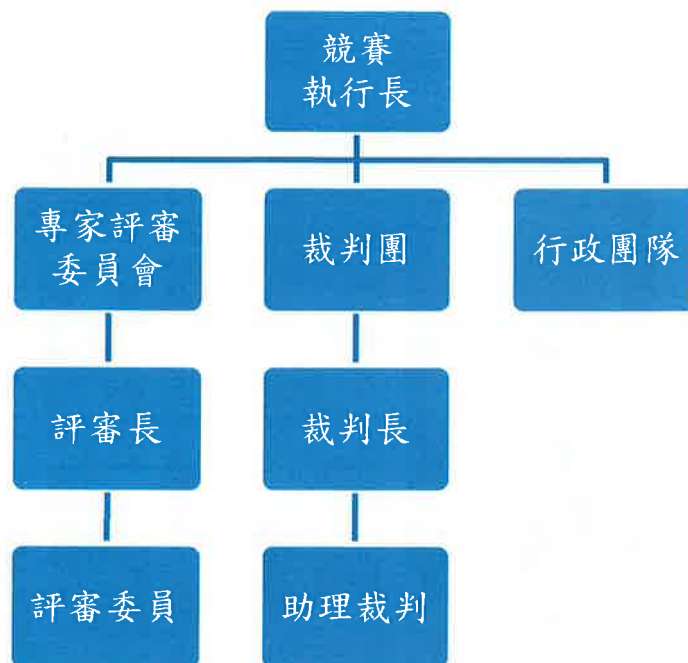 競賽
執行長
專家評審
委員會
裁判團
行政團隊
評審長
裁判長
評審委員
助理裁判